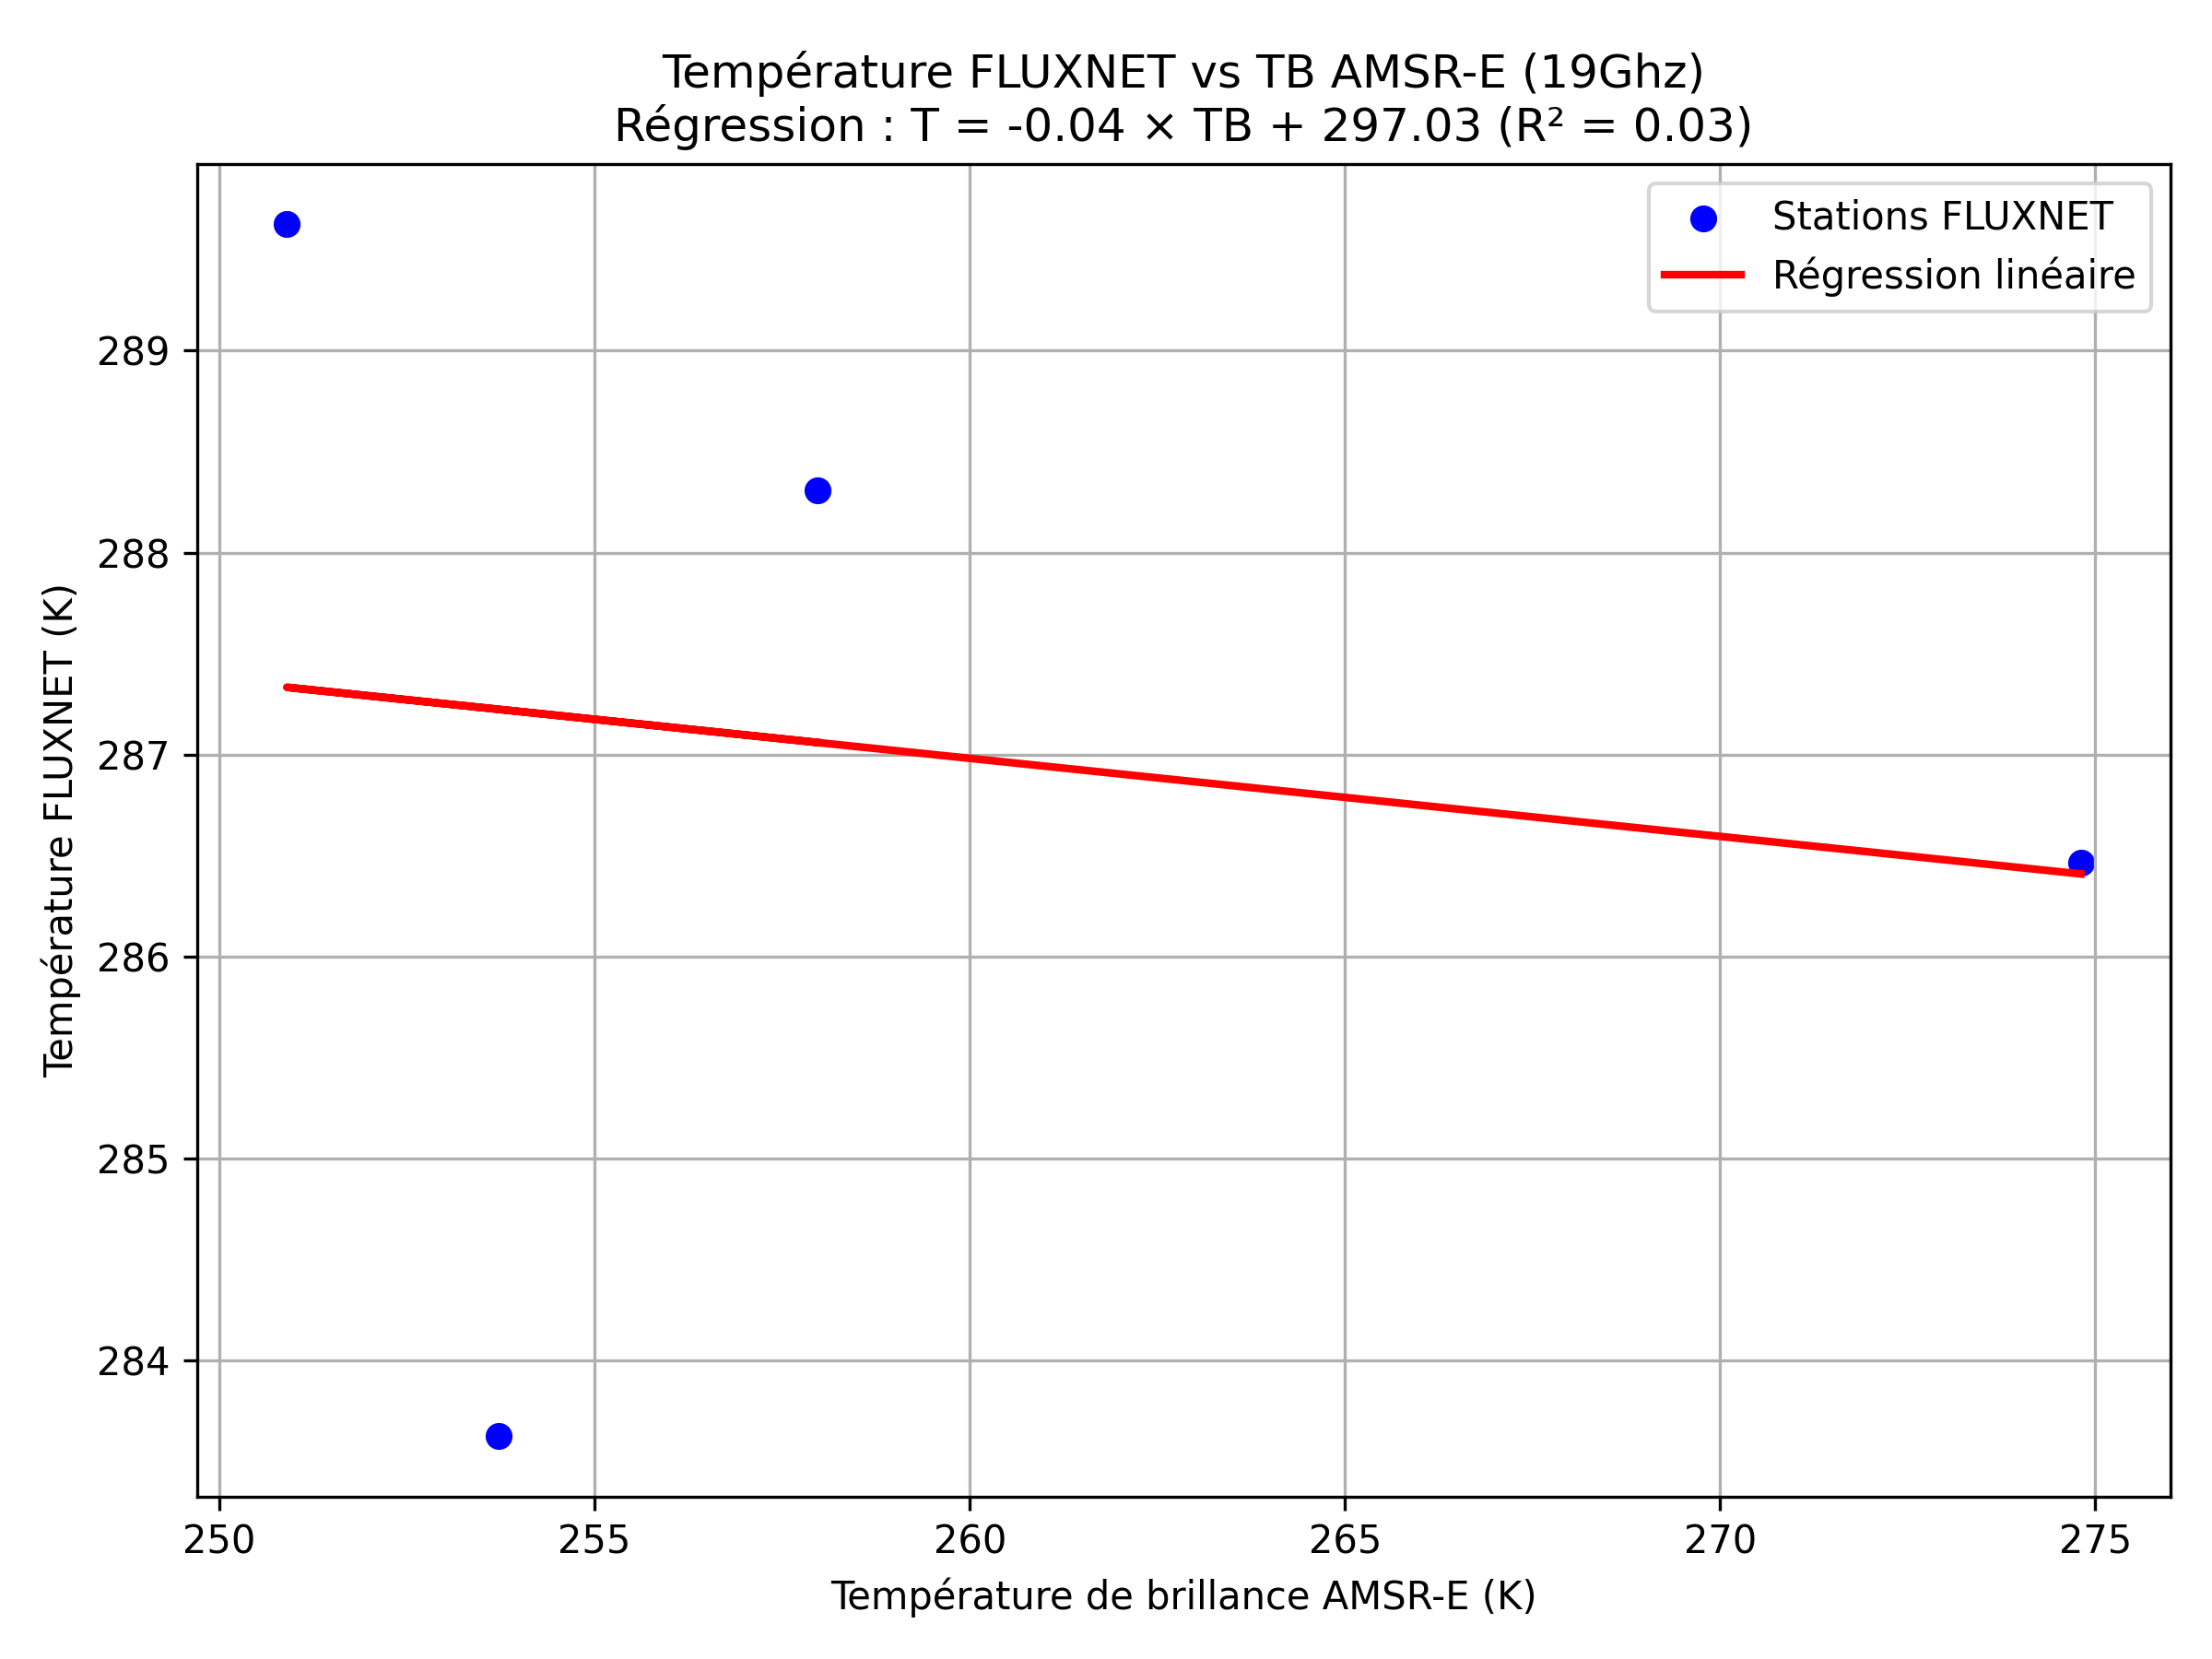 Température FLUXNET vs TB AMSR-E (19Ghz)
Régression : T = -0.04 × TB + 297.03 (R² = 0.03)
Stations FLUXNET
Régression linéaire
Température FLUXNET (K)
289
288
287
286
285
284
250
255
260
265
270
275
Température de brillance AMSR-E (K)